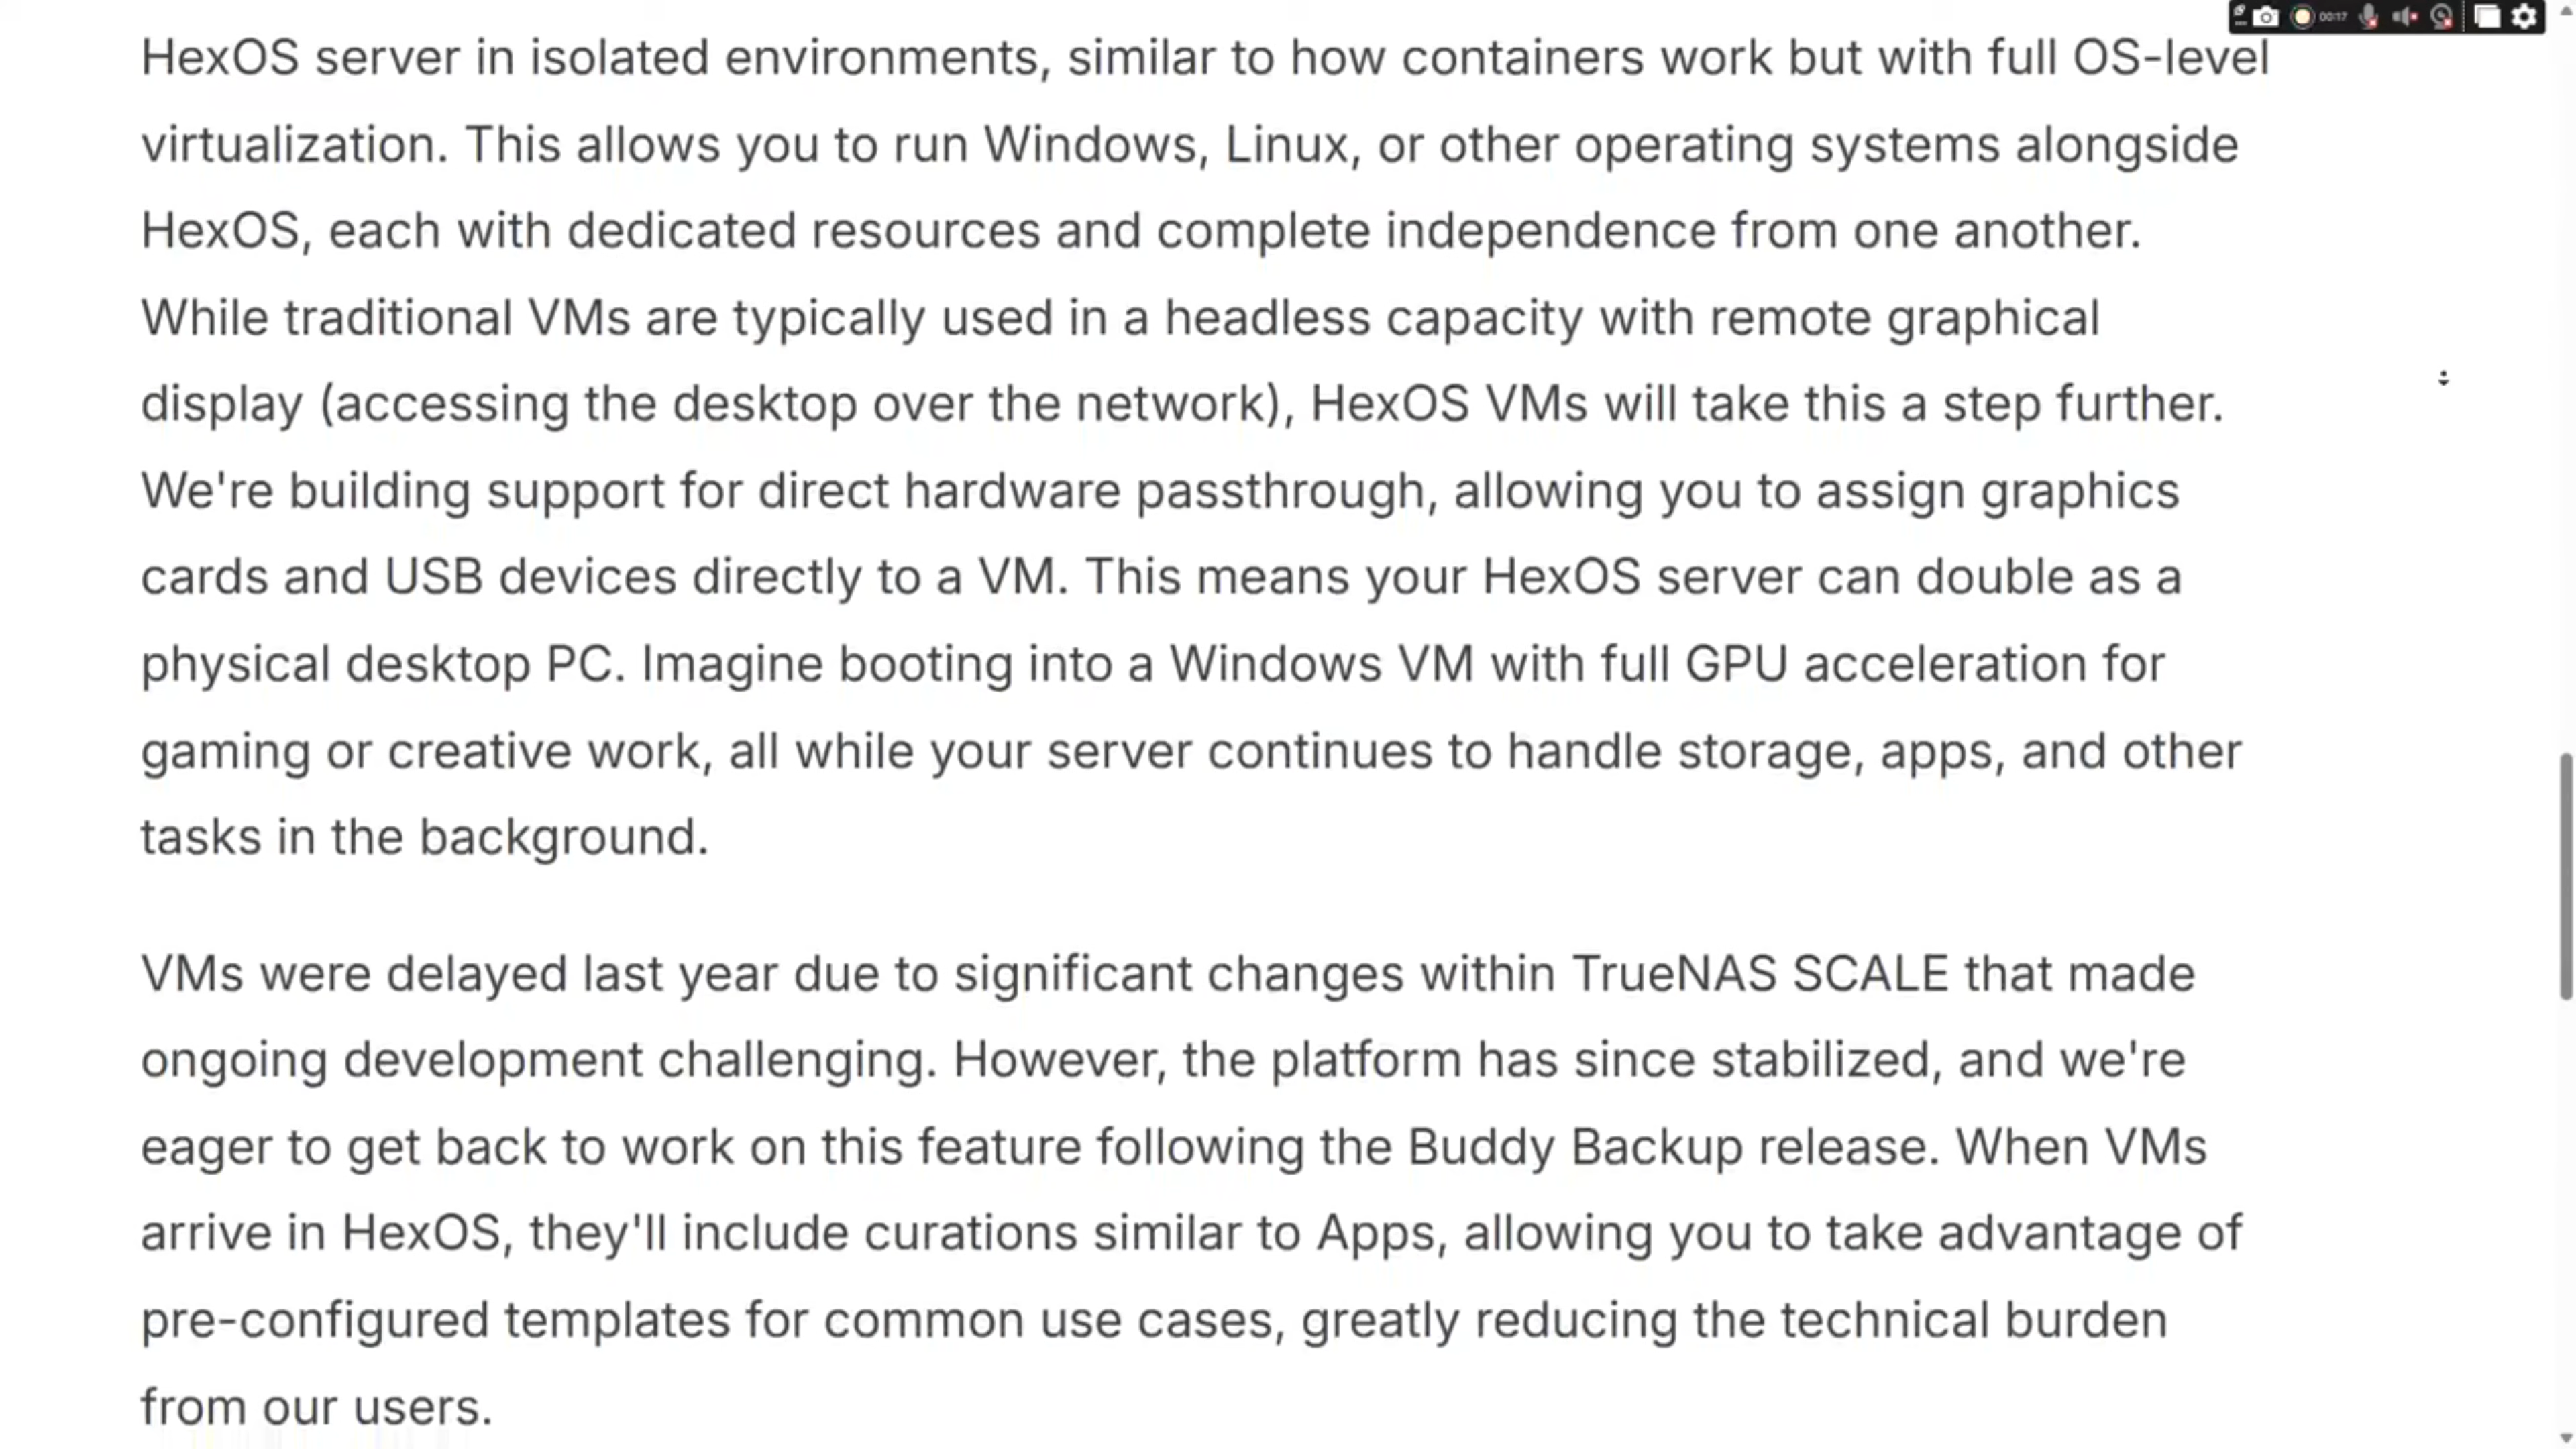 00:17
HexOS server in isolated environments, similar to how containers work but with full OS-level
virtualization. This allows you to run Windows, Linux, or other operating systems alongside
HexOS, each with dedicated resources and complete independence from one another.
While traditional VMs are typically used in a headless capacity with remote graphical
display (accessing the desktop over the network), HexOS VMs will take this a step further.
We're building support for direct hardware passthrough, allowing you to assign graphics
cards and USB devices directly to a VM. This means your HexOS server can double as a
physical desktop PC. Imagine booting into a Windows VM with full GPU acceleration for
gaming or creative work, all while your server continues to handle storage, apps, and other
tasks in the background.
VMs were delayed last year due to significant changes within TrueNAS SCALE that made
ongoing development challenging. However, the platform has since stabilized, and we're
eager to get back to work on this feature following the Buddy Backup release. When VMs
arrive in HexOS, they'll include curations similar to Apps, allowing you to take advantage of
pre-configured templates for common use cases, greatly reducing the technical burden
from our users.